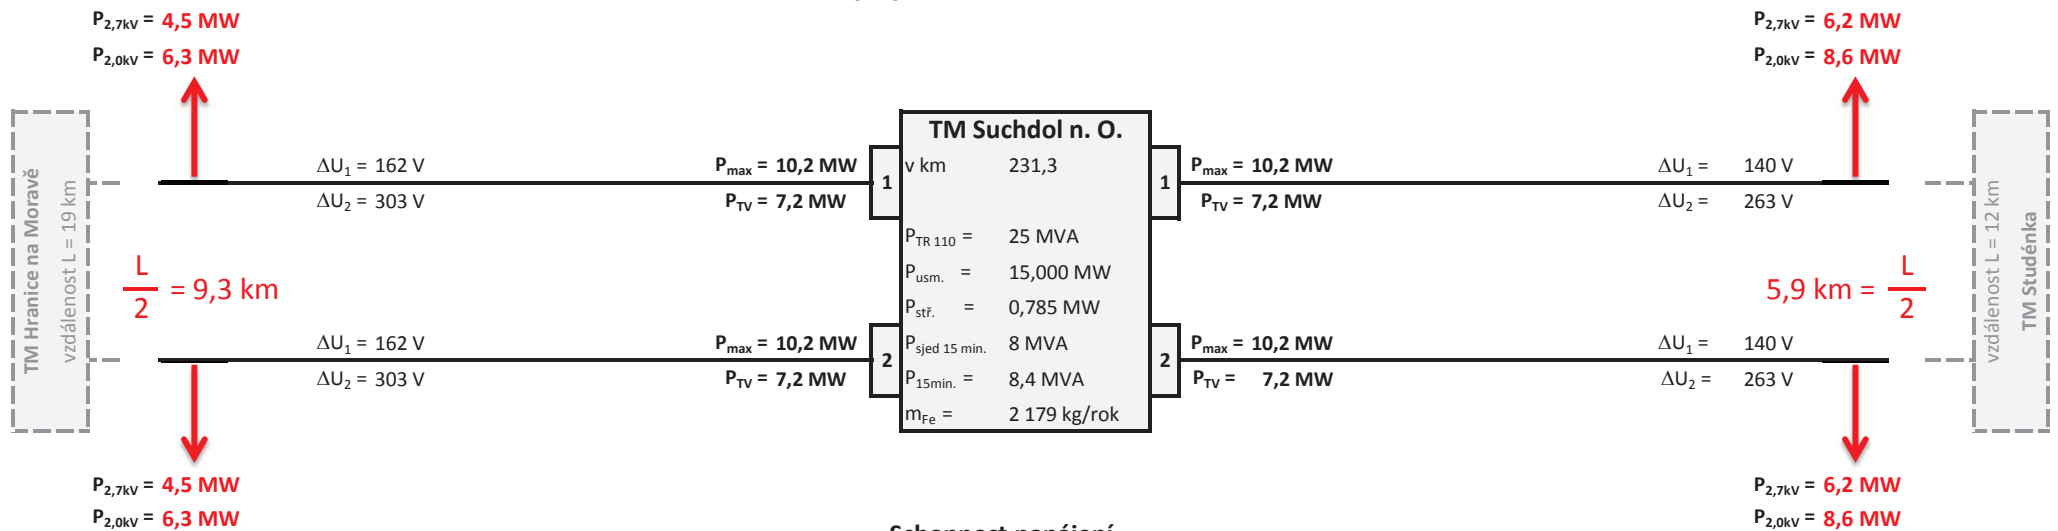 P2,7kV = 4,5 MW
P2,0kV = 6,3 MW
P2,7kV = 6,2 MW
P2,0kV = 8,6 MW
TM Hranice na Moravě
vzdálenost L = 19 km
ΔU1 = 162 V
ΔU2 = 303 V
Pmax = 10,2 MW
PTV = 7,2 MW
1
TM Suchdol n. O.
v km 231,3
PTR 110 = 25 MVA
Pusm. = 15,000 MW
Pstř. = 0,785 MW
Psjed 15 min. 8 MVA
P15min. = 8,4 MVA
mFe = 2 179 kg/rok
1
Pmax = 10,2 MW
PTV = 7,2 MW
ΔU1 = 140 V
ΔU2 = 263 V
L
2
= 9,3 km
5,9 km =
L
2
vzdálenost L = 12 km
TM Studénka
ΔU1 = 162 V
ΔU2 = 303 V
Pmax = 10,2 MW
PTV = 7,2 MW
2
2
Pmax = 10,2 MW
PTV = 7,2 MW
ΔU1 = 140 V
ΔU2 = 263 V
P2,7kV = 4,5 MW
P2,0kV = 6,3 MW
P2,7kV = 6,2 MW
P2,0kV = 8,6 MW